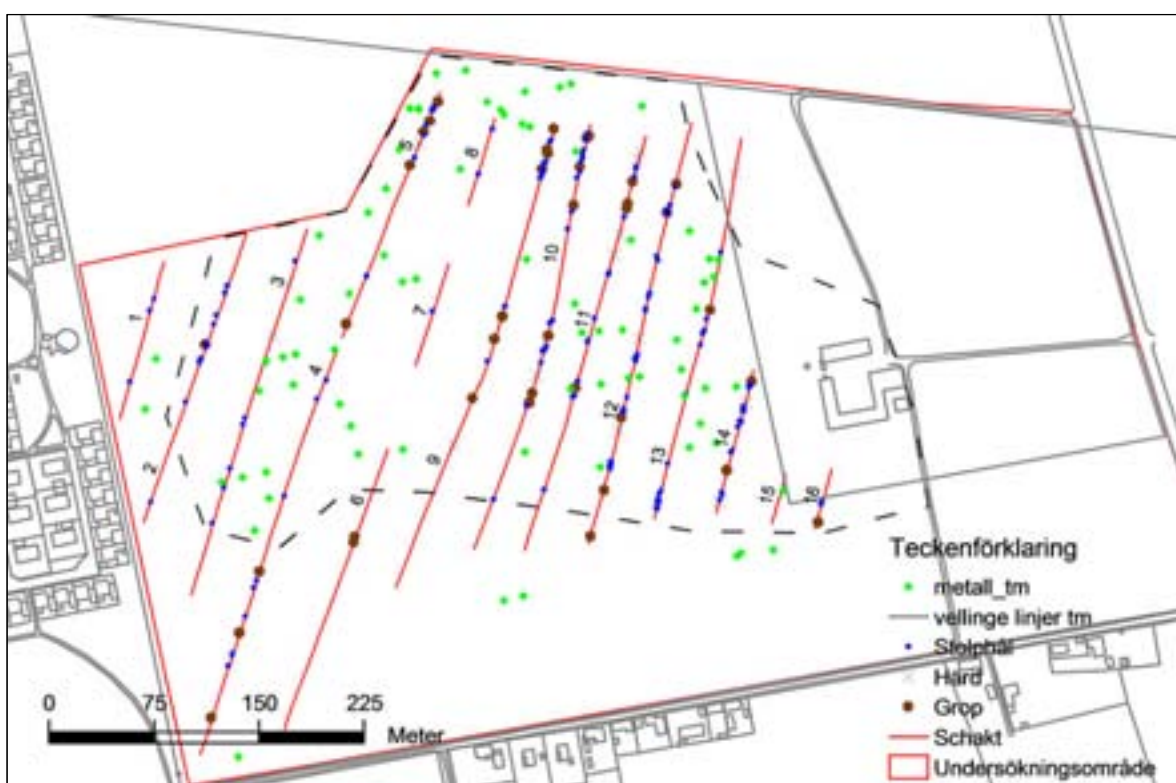 5
8
10
3
1
7
11
4
12
14
2
9
13
6
15
16
Teckenförklaring
metall_tm
vellinge linjer tm
Stolphål
Härd
0 75 150 225
Grop
Meter
Schakt
Undersökningsområde